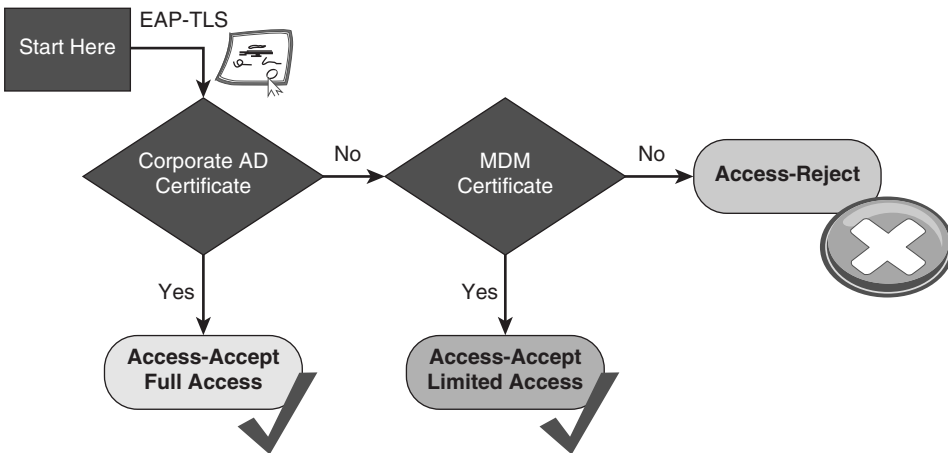 EAP-TLS
Start Here
Corporate AD
Certificate
No
MDM
Certificate
No
Access-Reject
Yes
Yes
Access-Accept
Full Access
Access-Accept
Limited Access